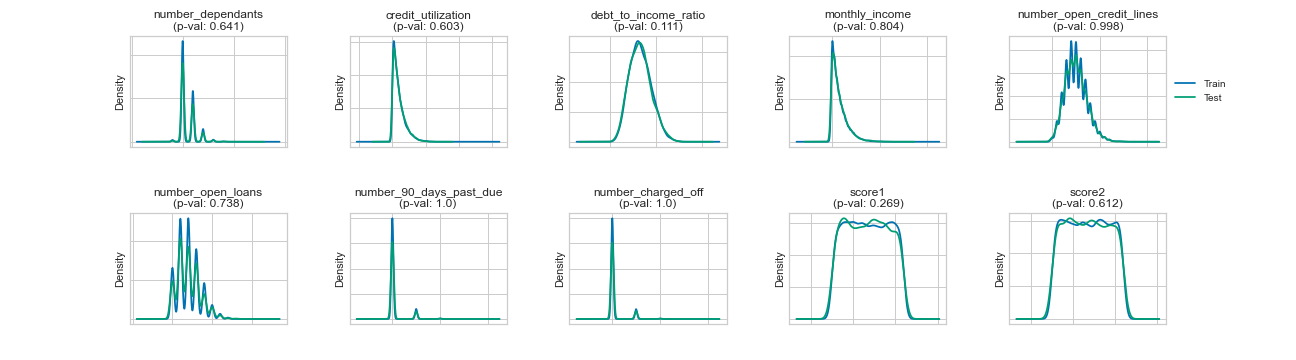 number_dependants
(p-val: 0.641)
credit_utilization
(p-val: 0.603)
debt_to_income_ratio
(p-val: 0.111)
monthly_income
(p-val: 0.804)
number_open_credit_lines
(p-val: 0.998)
Density
Density
Density
Density
Density
Train
Test
number_open_loans
(p-val: 0.738)
number_90_days_past_due
(p-val: 1.0)
number_charged_off
(p-val: 1.0)
score1
(p-val: 0.269)
score2
(p-val: 0.612)
Density
Density
Density
Density
Density